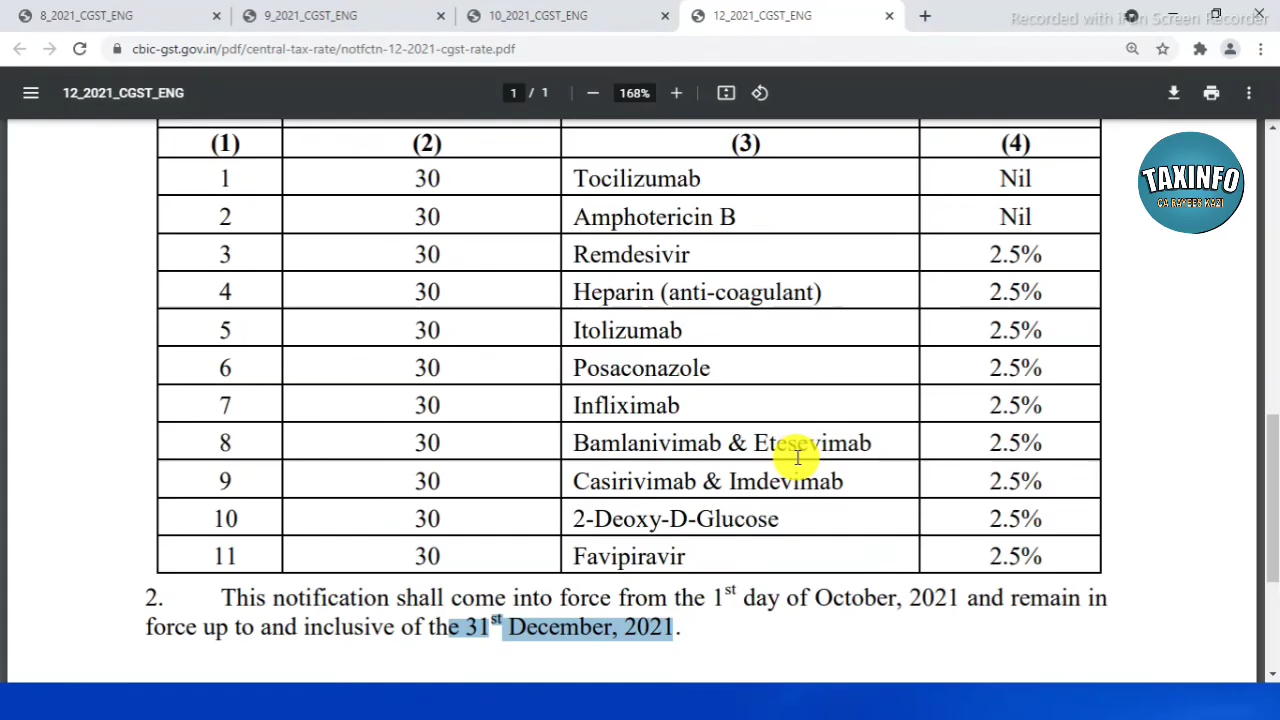 8_2021_CGST_ENG 9_2021_CGST_ENG 10_2021_CGST_ENG 12_2021_CGST_ENG
Recorded with iFun Screen Recorder
cbic-gst.gov.in/pdf/central-tax-rate/notfctn-12-2021-cgst-rate.pdf
12_2021_CGST_ENG 1 / 1 168%
(1) (2) (3) (4)
1 30 Tocilizumab Nil
2 30 Amphotericin B Nil
3 30 Remdesivir 2.5%
4 30 Heparin (anti-coagulant) 2.5%
5 30 Itolizumab 2.5%
6 30 Posaconazole 2.5%
7 30 Infliximab 2.5%
8 30 Bamlanivimab & Etesevimab 2.5%
9 30 Casirivimab & Imdevimab 2.5%
10 30 2-Deoxy-D-Glucose 2.5%
11 30 Favipiravir 2.5%
2. This notification shall come into force from the 1st day of October, 2021 and remain in
force up to and inclusive of the 31st December, 2021.
TAXINFO
CA RAYEES KAZI